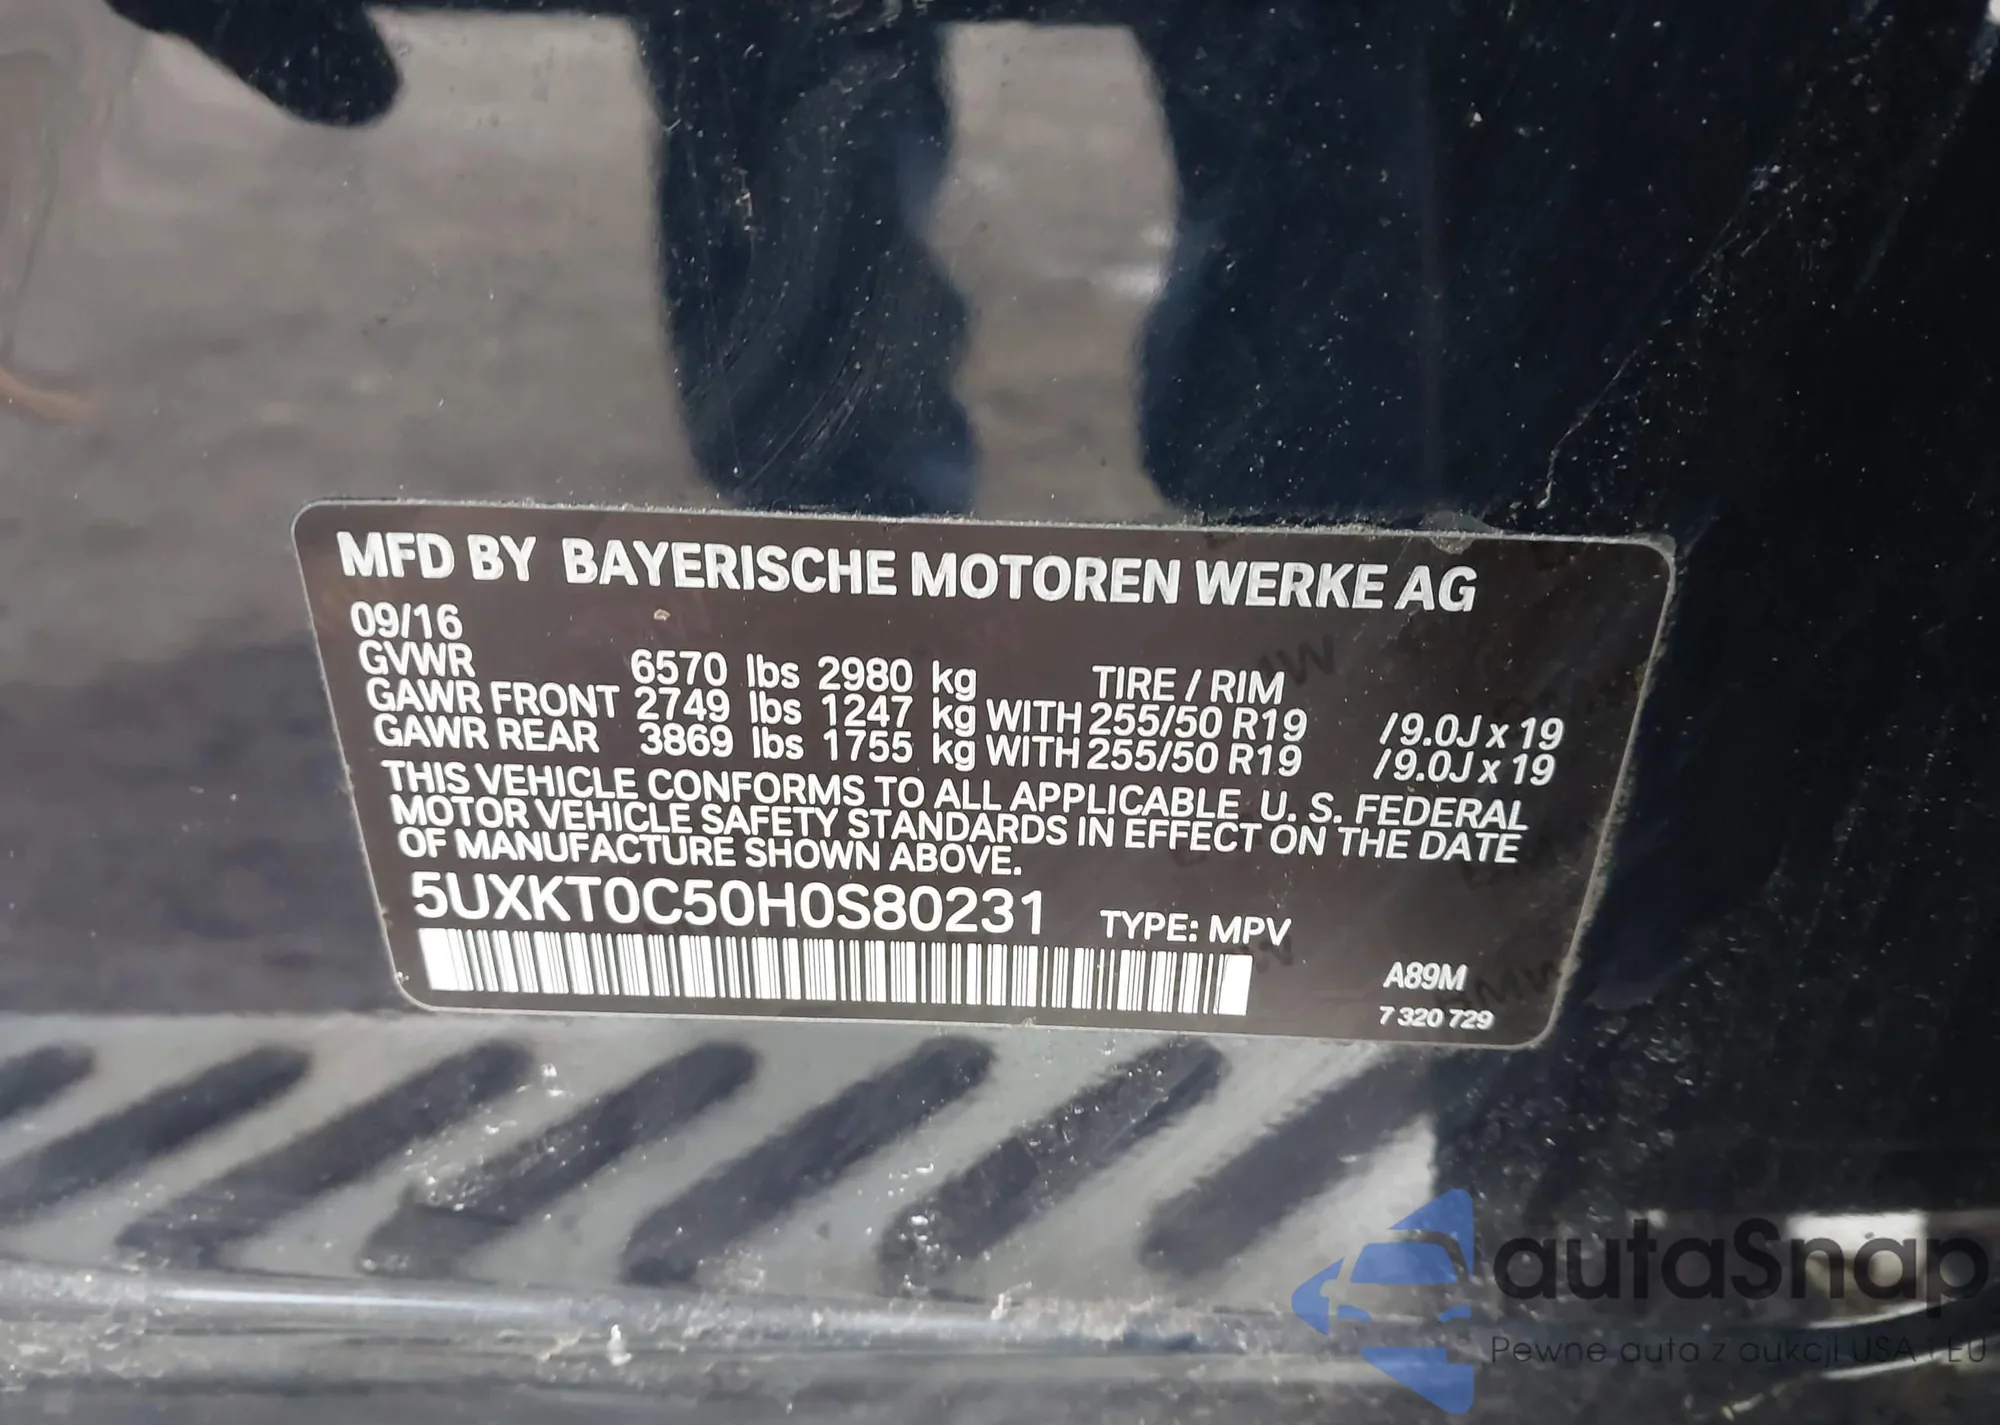 MFD BY BAYERISCHE MOTOREN WERKE AG
09/16
GVWR 6570 lbs 2980 kg TIRE / RIM
GAWR FRONT 2749 lbs 1247 kg WITH 255/50 R19 /9.0J x 19
GAWR REAR 3869 lbs 1755 kg WITH 255/50 R19 /9.0J x 19
THIS VEHICLE CONFORMS TO ALL APPLICABLE U. S. FEDERAL
MOTOR VEHICLE SAFETY STANDARDS IN EFFECT ON THE DATE
OF MANUFACTURE SHOWN ABOVE.
5UXKT0C50H0S80231 TYPE: MPV
A89M
7 320 729
autaSnap
Pewne auta z aukcji USA i EU